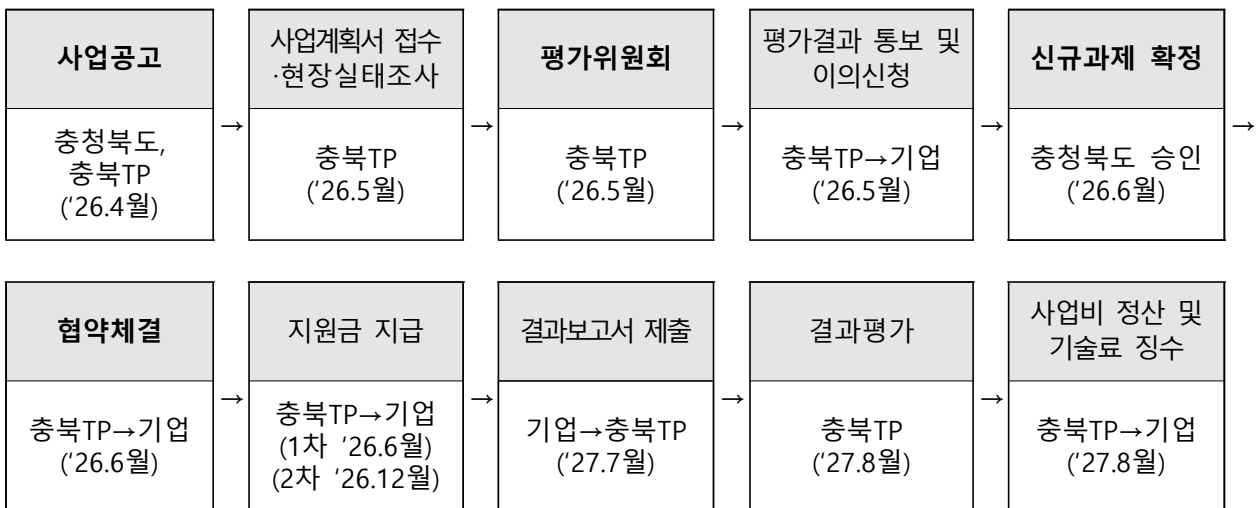 사업공고
충청북도,
충북TP
(‘26.4월)
→
사업계획서 접수
·현장실태조사
충북TP
(‘26.5월)
→
평가위원회
충북TP
(‘26.5월)
→
평가결과 통보 및
이의신청
충북TP→기업
(‘26.5월)
→
신규과제 확정
충청북도 승인
(‘26.6월)
→
협약체결
충북TP→기업
(‘26.6월)
→
지원금 지급
충북TP→기업
(1차 ‘26.6월)
(2차 ‘26.12월)
→
결과보고서 제출
기업→충북TP
(‘27.7월)
→
결과평가
충북TP
(‘27.8월)
→
사업비 정산 및
기술료 징수
충북TP→기업
(‘27.8월)